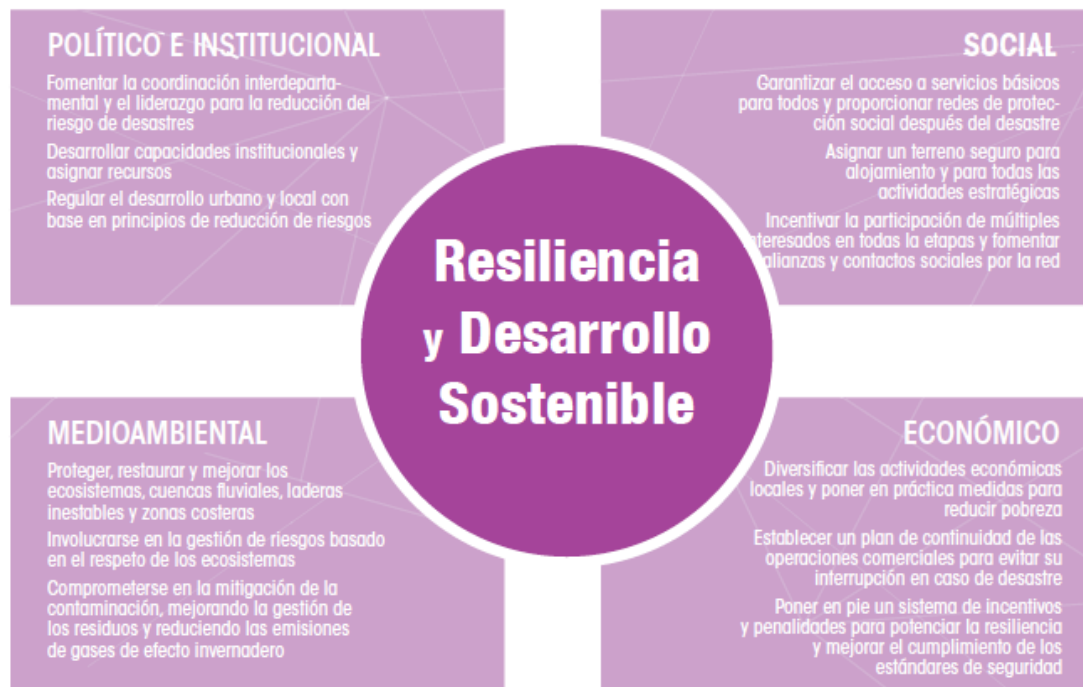 POLÍTICO E INSTITUCIONAL
Fomentar la coordinación interdeparta-
mental y el liderazgo para la reducción del
riesgo de desastres
Desarrollar capacidades institucionales y
asignar recursos
Regular el desarrollo urbano y local con
base en principios de reducción de riesgos
SOCIAL
Garantizar el acceso a servicios básicos
para todos y proporcionar redes de protec-
ción social después del desastre
Asignar un terreno seguro para
alojamiento y para todas las
actividades estratégicas
Incentivar la participación de múltiples
nteresados en todas la etapas y fomentar
alianzas y contactos sociales por la red
Resiliencia
y Desarrollo
Sostenible
MEDIOAMBIENTAL
Proteger, restaurar y mejorar los
ecosistemas, cuencas fluviales, laderas
inestables y zonas costeras
Involucrarse en la gestión de riesgos basado
en el respeto de los ecosistemas
Comprometerse en la mitigación de la
contaminación, mejorando la gestión de
los residuos y reduciendo las emisiones
de gases de efecto invernadero
ECONÓMICO
Diversificar las actividades económicas
locales y poner en práctica medidas para
reducir pobreza
Establecer un plan de continuidad de las
operaciones comerciales para evitar su
interrupción en caso de desastre
Poner en pie un sistema de incentivos
y penalidades para potenciar la resiliencia
y mejorar el cumplimiento de los
estándares de seguridad